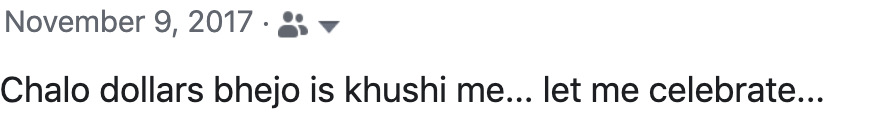 November 9, 2017 ·
Chalo dollars bhejo is khushi me... let me celebrate...